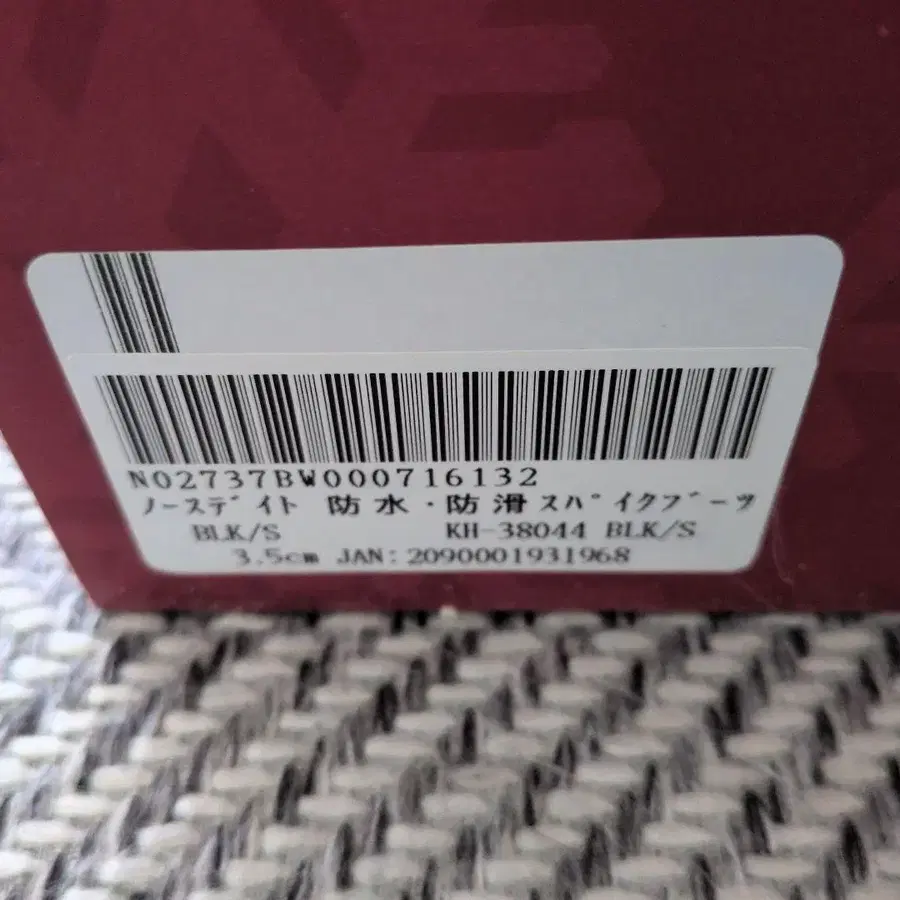 N02737BW000716132
ノースデイト 防水・防滑スパイクブーツ
BLK/S KH-38044 BLK/S
3.5cm JAN:2090001931968